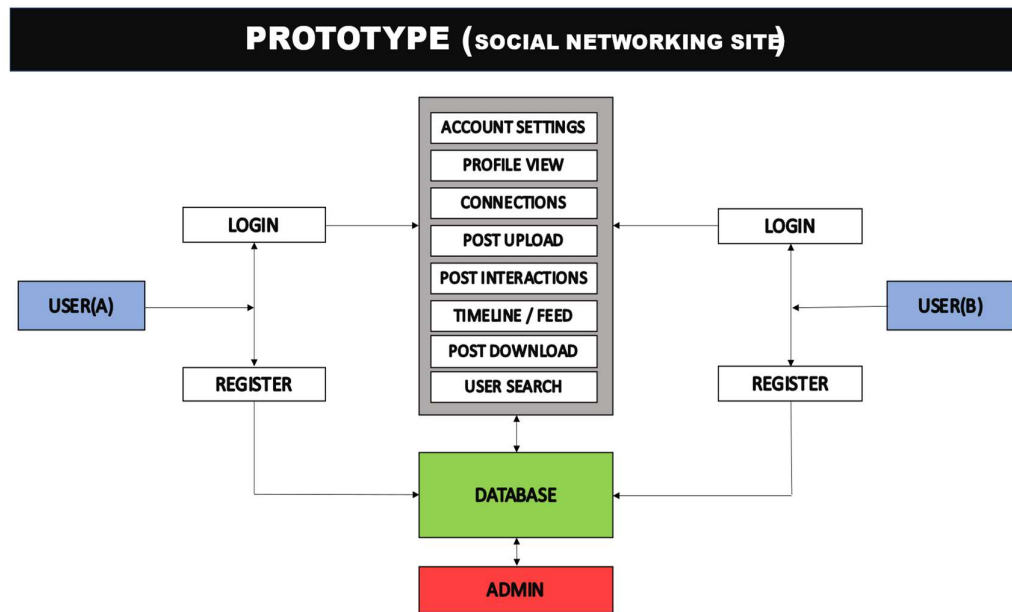 PROTOTYPE (SOCIAL NETWORKING SITE)
ACCOUNT SETTINGS
PROFILE VIEW
CONNECTIONS
POST UPLOAD
POST INTERACTIONS
TIMELINE / FEED
POST DOWNLOAD
USER SEARCH
LOGIN
USER(A)
REGISTER
LOGIN
USER(B)
REGISTER
DATABASE
ADMIN